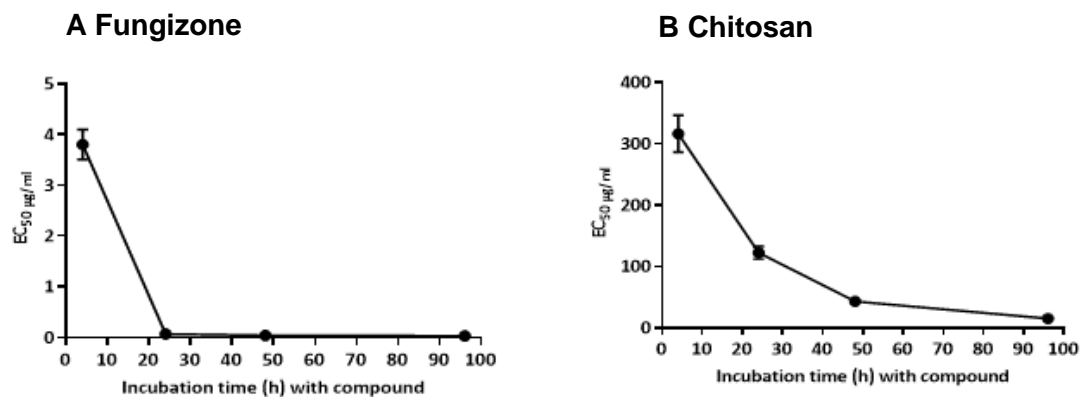 A Fungizone
5
4
3
2
1
0
EC50 µg/ml
0 10 20 30 40 50 60 70 80 90 100
Incubation time (h) with compound
B Chitosan
400
300
200
100
0
EC50 µg/ml
0 10 20 30 40 50 60 70 80 90 100
Incubation time (h) with compound